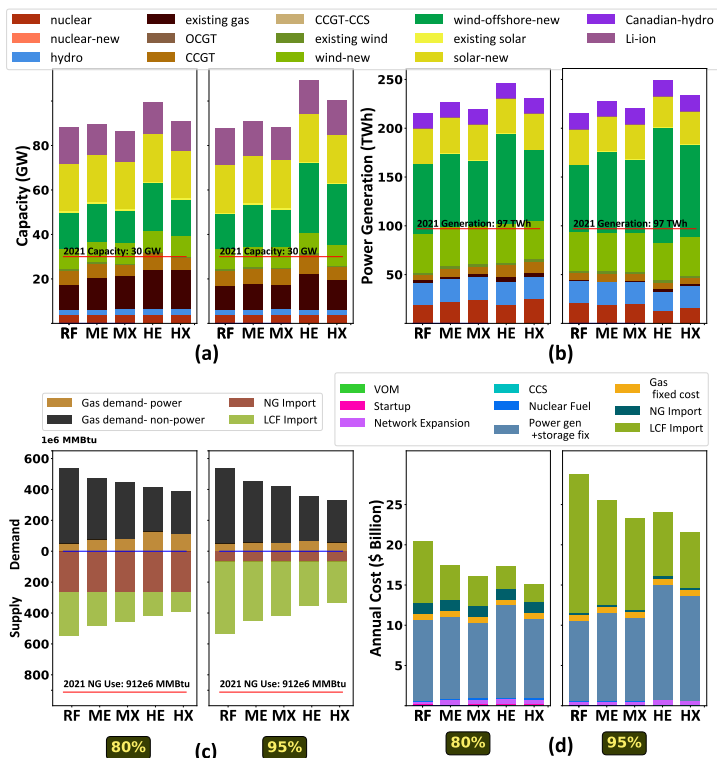 nuclear
nuclear-new
hydro
existing gas
OCGT
CCGT
CCGT-CCS
existing wind
wind-new
wind-offshore-new
existing solar
solar-new
Canadian-hydro
Li-ion
Capacity (GW)
100
80
60
40
20
2021 Capacity: 30 GW
2021 Capacity: 30 GW
RF ME MX HE HX
RF ME MX HE HX
(a)
Power Generation (TWh)
250
200
150
100
50
2021 Generation: 97 TWh
2021 Generation: 97 TWh
RF ME MX HE HX
RF ME MX HE HX
(b)
Gas demand- power
Gas demand- non-power
NG Import
LCF Import
1e6 MMBtu
Supply Demand
600
400
200
0
200
400
600
800
2021 NG Use: 912e6 MMBtu
2021 NG Use: 912e6 MMBtu
RF ME MX HE HX
RF ME MX HE HX
80%
(c)
95%
VOM
Startup
Network Expansion
CCS
Nuclear Fuel
Power gen
+storage fix
Gas
fixed cost
NG Import
LCF Import
Annual Cost ($ Billion)
25
20
15
10
5
RF ME MX HE HX
RF ME MX HE HX
80%
(d)
95%